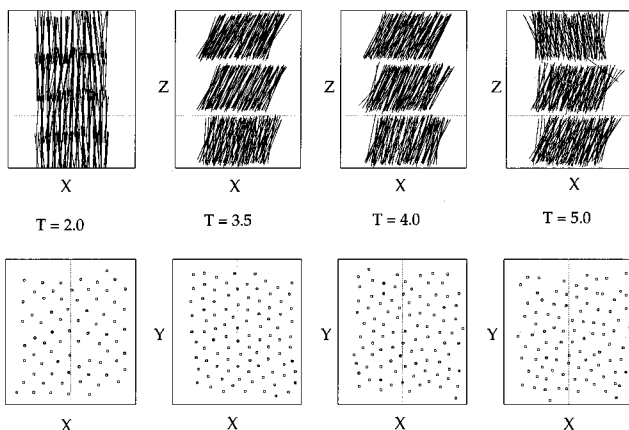 Z Z Z
X X X X
T = 2.0 T = 3.5 T = 4.0 T = 5.0
Y Y Y
X X X X